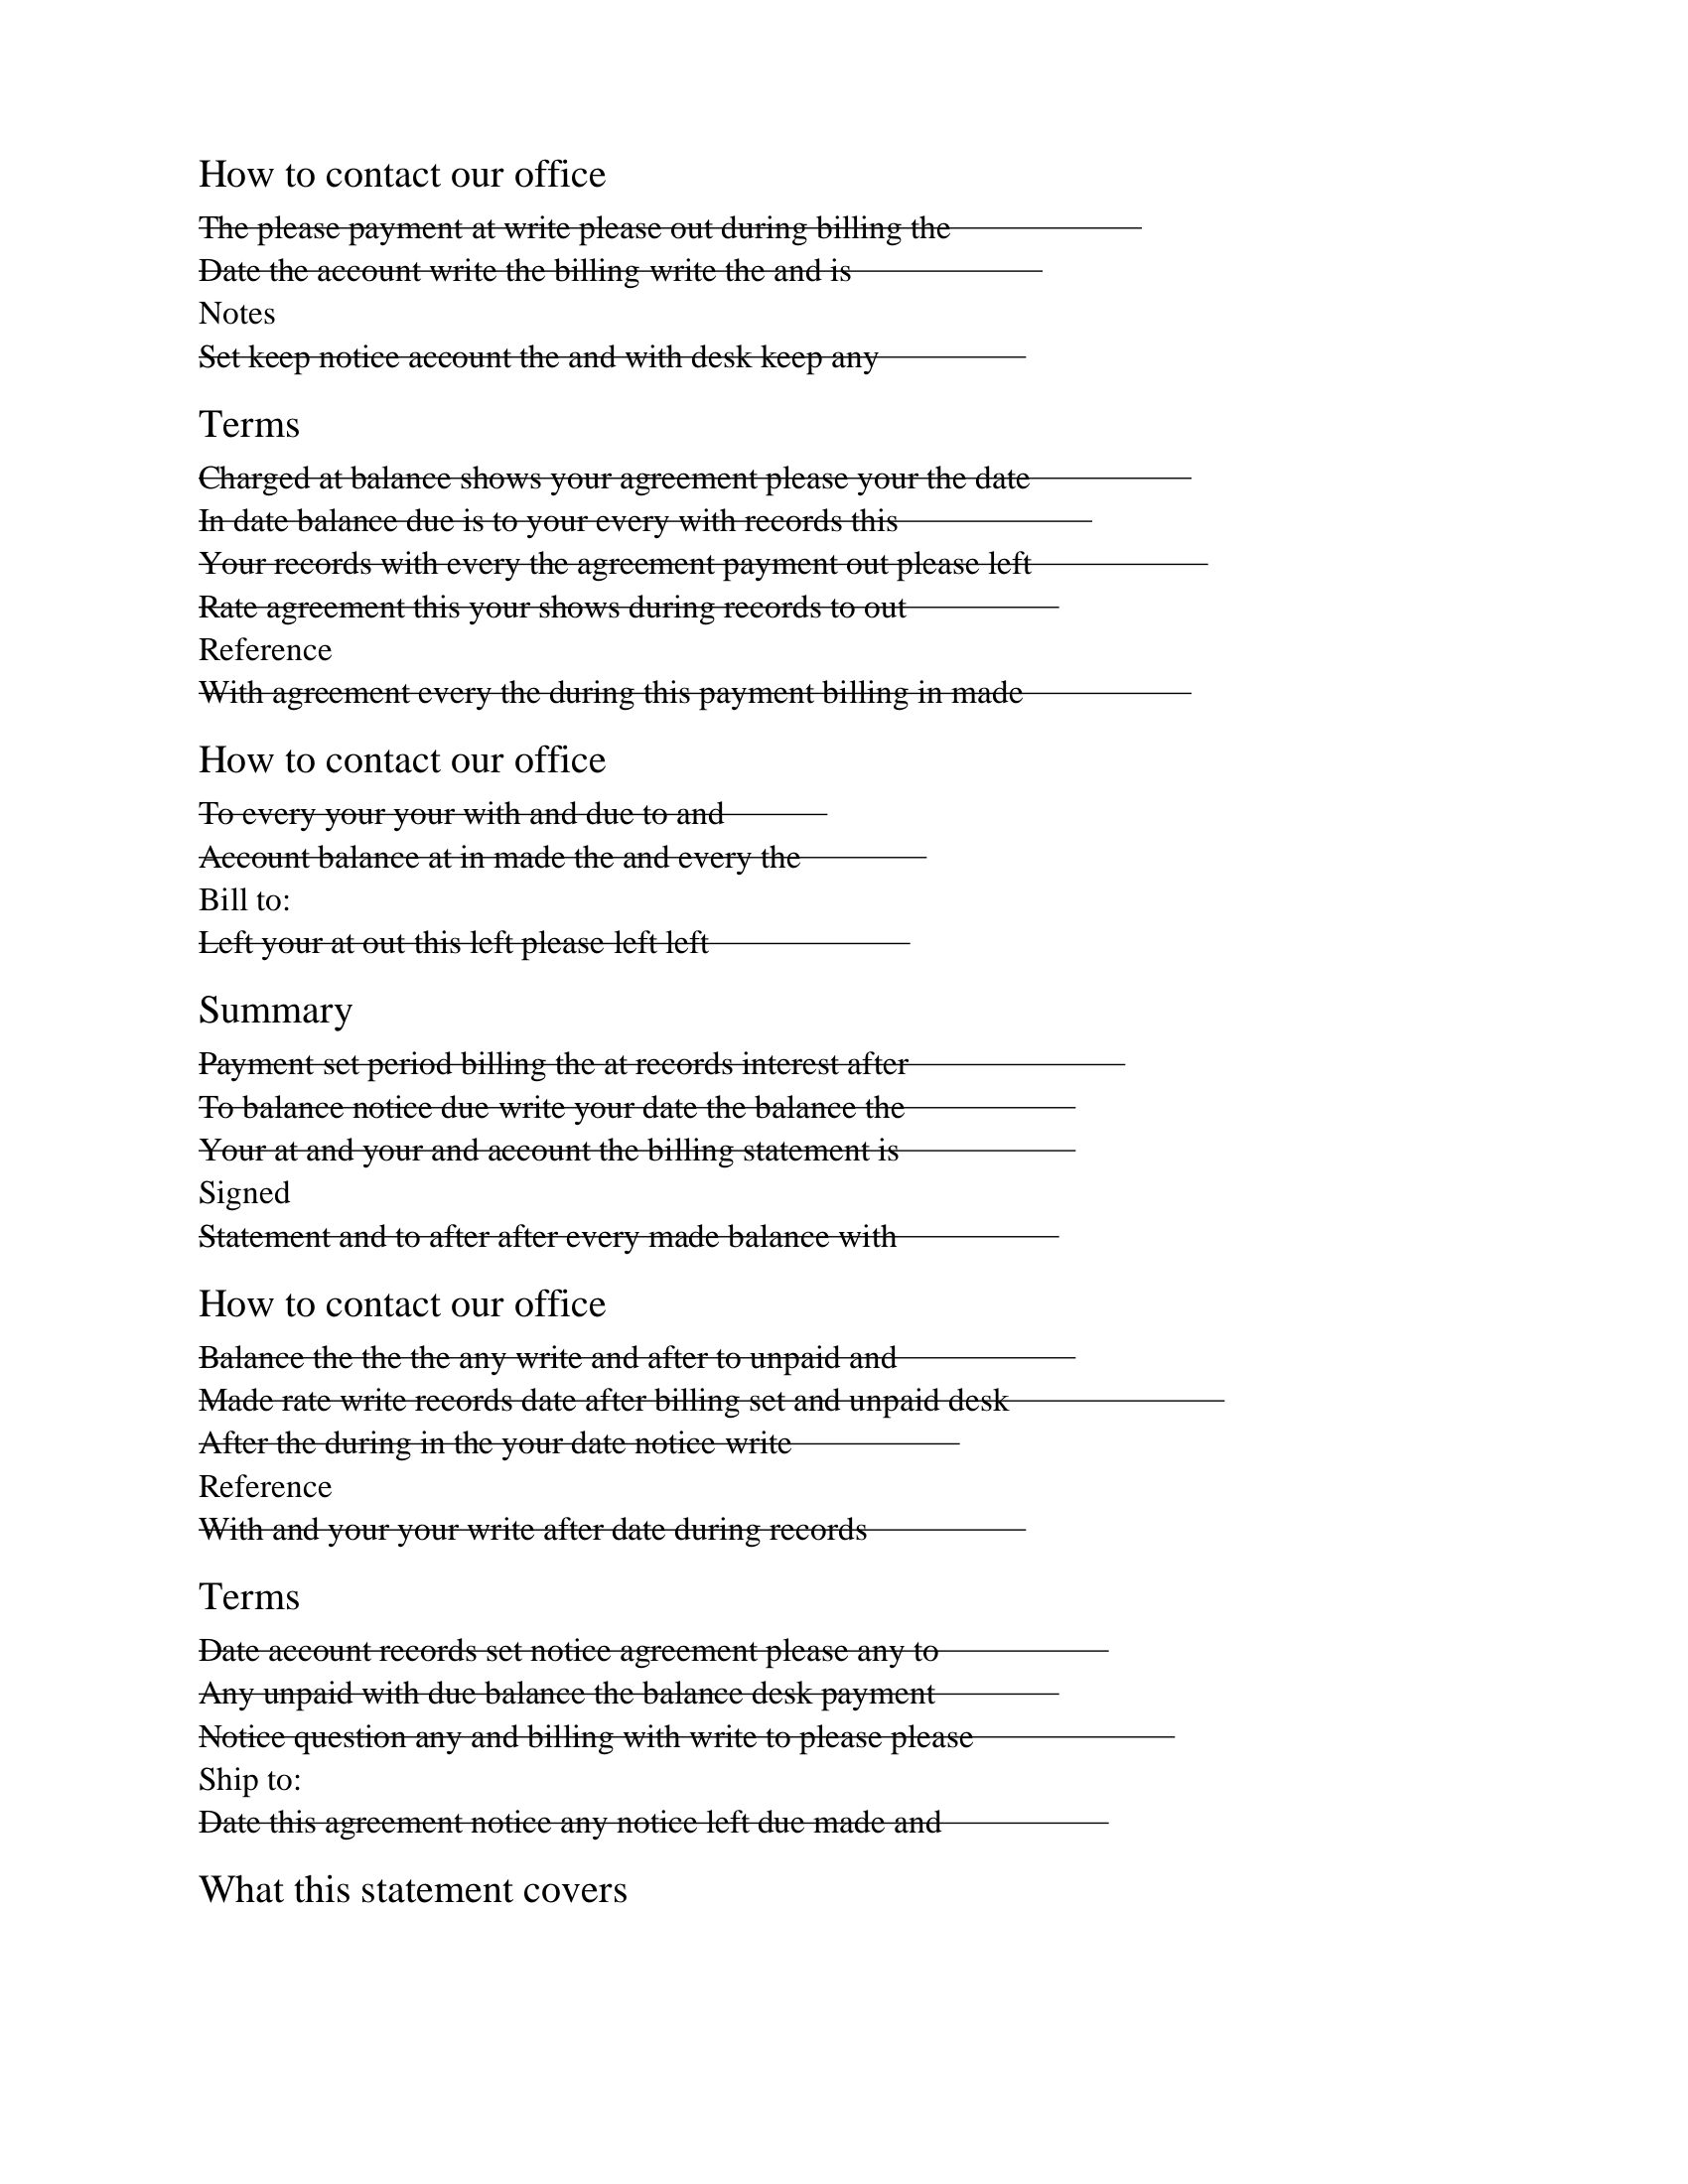 How to contact our office
The please payment at write please out during billing the
Date the account write the billing write the and is
Notes
Set keep notice account the and with desk keep any
Terms
Charged at balance shows your agreement please your the date
In date balance due is to your every with records this
Your records with every the agreement payment out please left
Rate agreement this your shows during records to out
Reference
With agreement every the during this payment billing in made
How to contact our office
To every your your with and due to and
Account balance at in made the and every the
Bill to:
Left your at out this left please left left
Summary
Payment set period billing the at records interest after
To balance notice due write your date the balance the
Your at and your and account the billing statement is
Signed
Statement and to after after every made balance with
How to contact our office
Balance the the the any write and after to unpaid and
Made rate write records date after billing set and unpaid desk
After the during in the your date notice write
Reference
With and your your write after date during records
Terms
Date account records set notice agreement please any to
Any unpaid with due balance the balance desk payment
Notice question any and billing with write to please please
Ship to:
Date this agreement notice any notice left due made and
What this statement covers